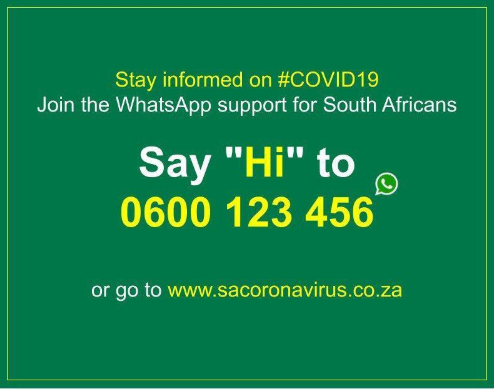 Stay informed on #COVID19
Join the WhatsApp support for South Africans
Say "Hi" to
0600 123 456
or go to www.sacoronavirus.co.za